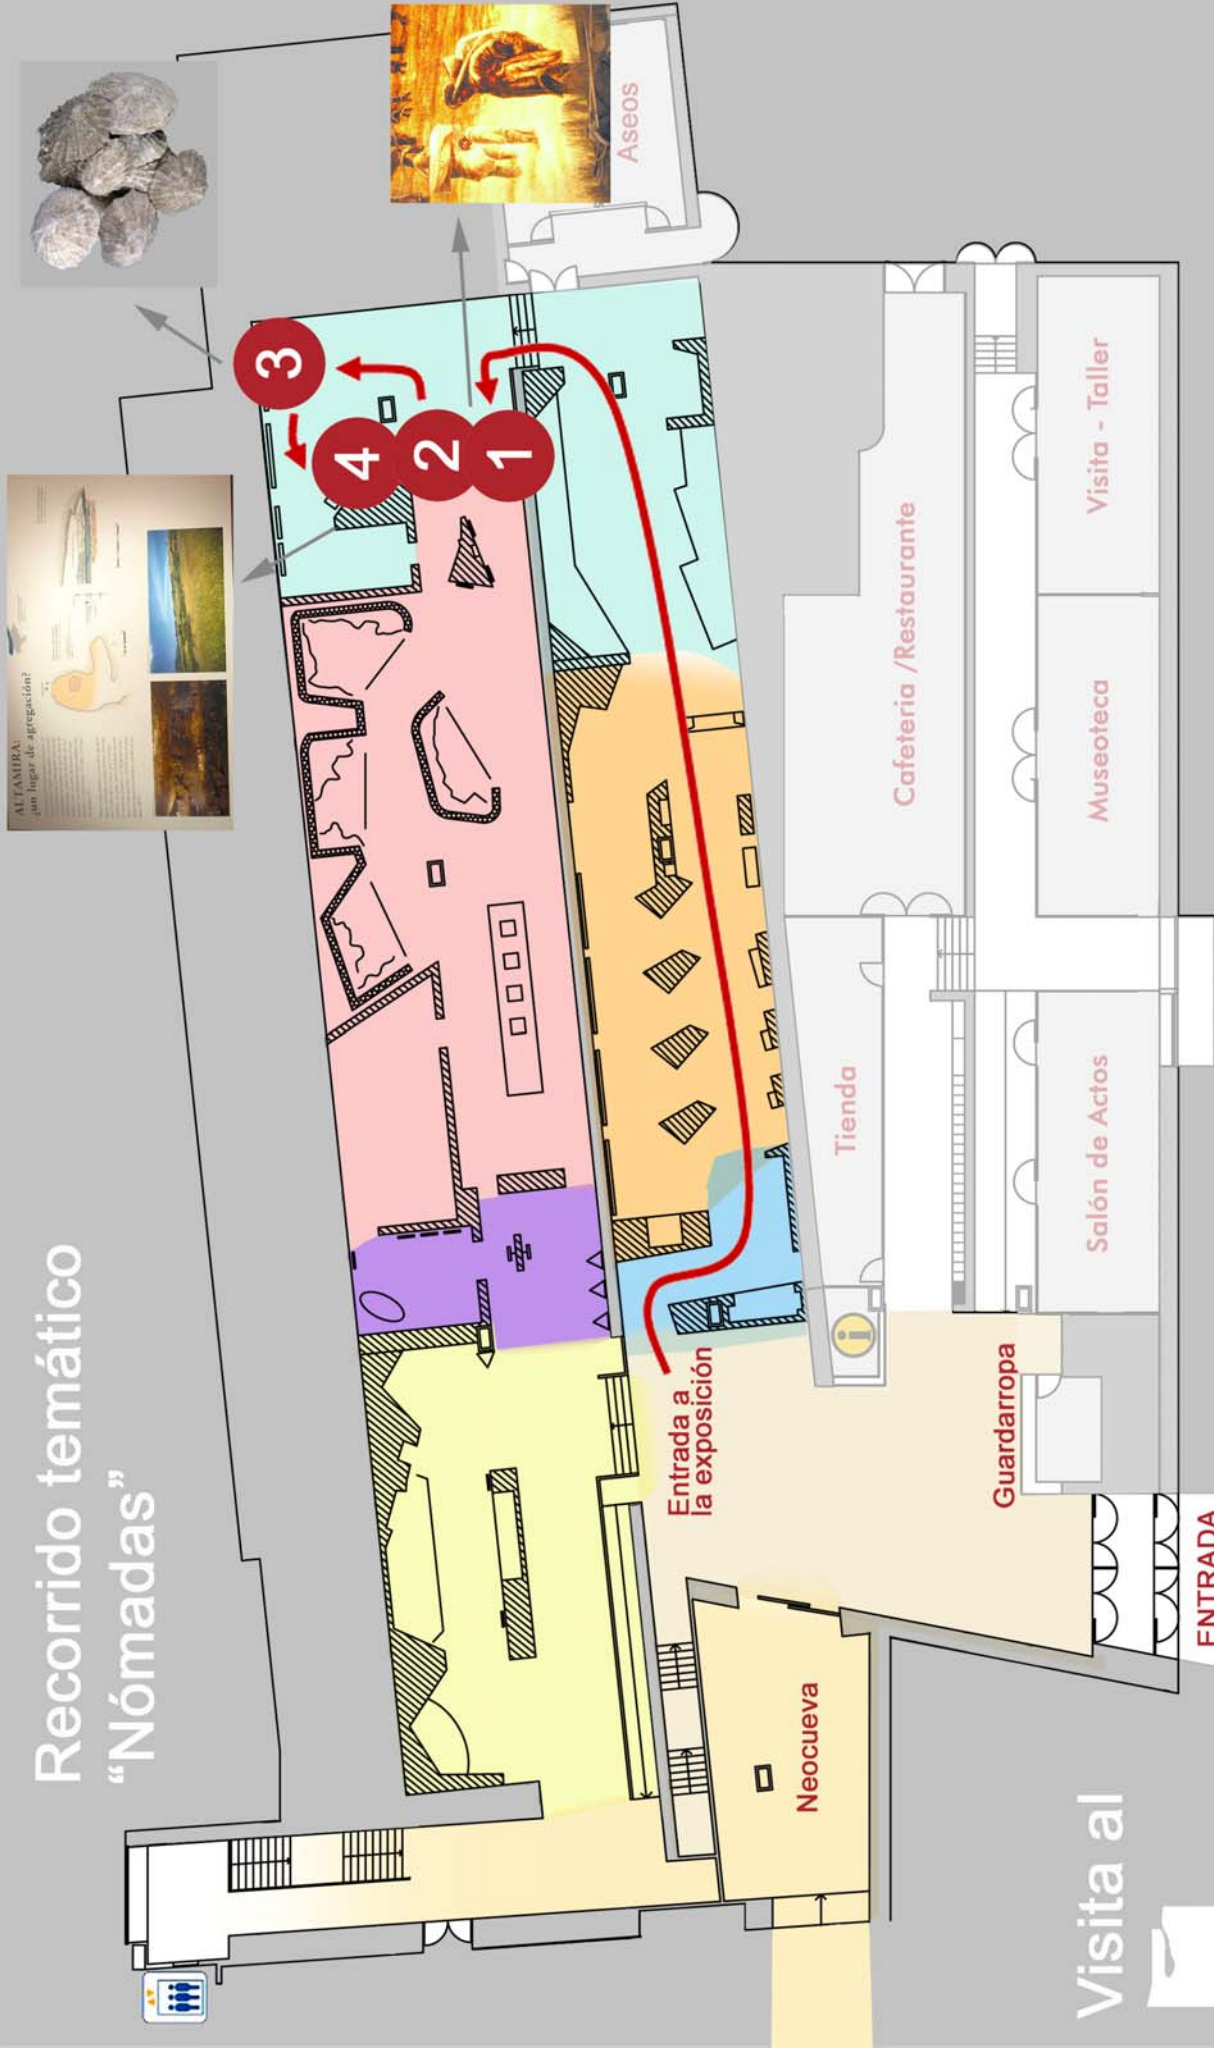 Recorrido temático
“Nómadas”
ALTAMIRA:
¿un lugar de agregación?
3
4
2
1
Aseos
Entrada a
la exposición
Cafeteria /Restaurante
Tienda
Visita - Taller
Museoteca
Salón de Actos
i
Guardarropa
Neocueva
ENTRADA
Visita al